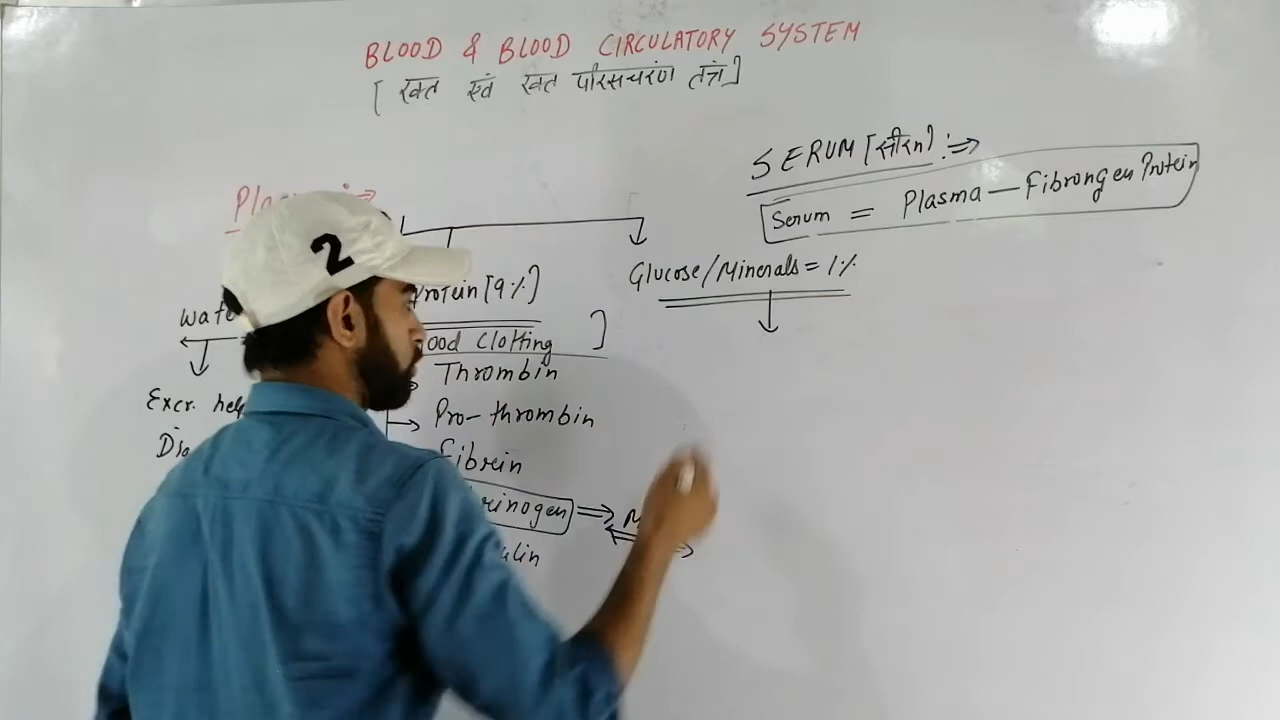 BLOOD & BLOOD CIRCULATORY SYSTEM
[ रक्त एवं रक्त परिसंचरण तंत्र ]
SERUM [सीरम] :⇒
Serum = Plasma — Fibrongen Protein
2
Protein [9%]
Glucose/Minerals = 1%
Clotting
Thrombin
Excr.
Pro-thrombin
Fibrein